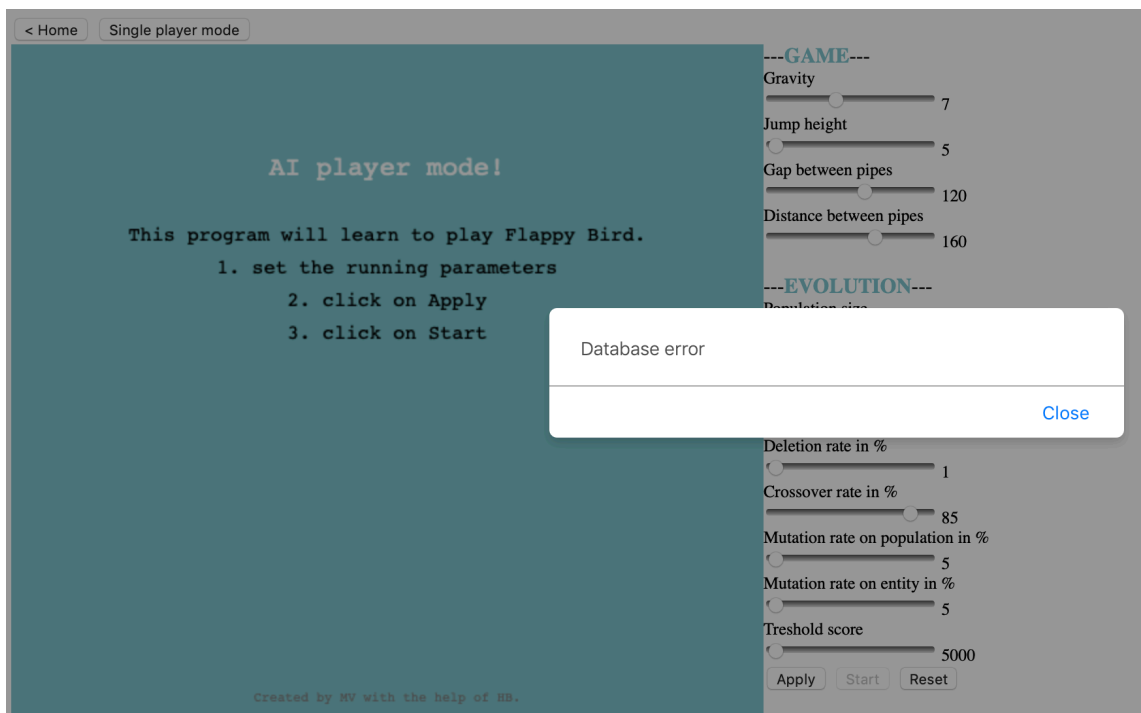 < Home
Single player mode
AI player mode!
This program will learn to play Flappy Bird.
1. set the running parameters
2. click on Apply
3. click on Start
Created by MV with the help of HB.
---GAME---
Gravity
7
Jump height
5
Gap between pipes
120
Distance between pipes
160
---EVOLUTION---
Population size
Database error
Close
Deletion rate in %
1
Crossover rate in %
85
Mutation rate on population in %
5
Mutation rate on entity in %
5
Treshold score
5000
Apply
Start
Reset